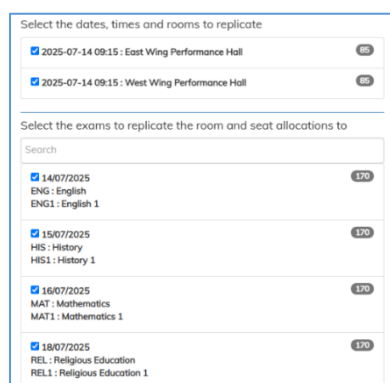 Select the dates, times and rooms to replicate
2025-07-14 09:15 : East Wing Performance Hall 85
2025-07-14 09:15 : West Wing Performance Hall 85
Select the exams to replicate the room and seat allocations to
Search
14/07/2025 170
ENG : English
ENG1 : English 1
15/07/2025 170
HIS : History
HIS1 : History 1
16/07/2025 170
MAT : Mathematics
MAT1 : Mathematics 1
18/07/2025 170
REL : Religious Education
REL1 : Religious Education 1